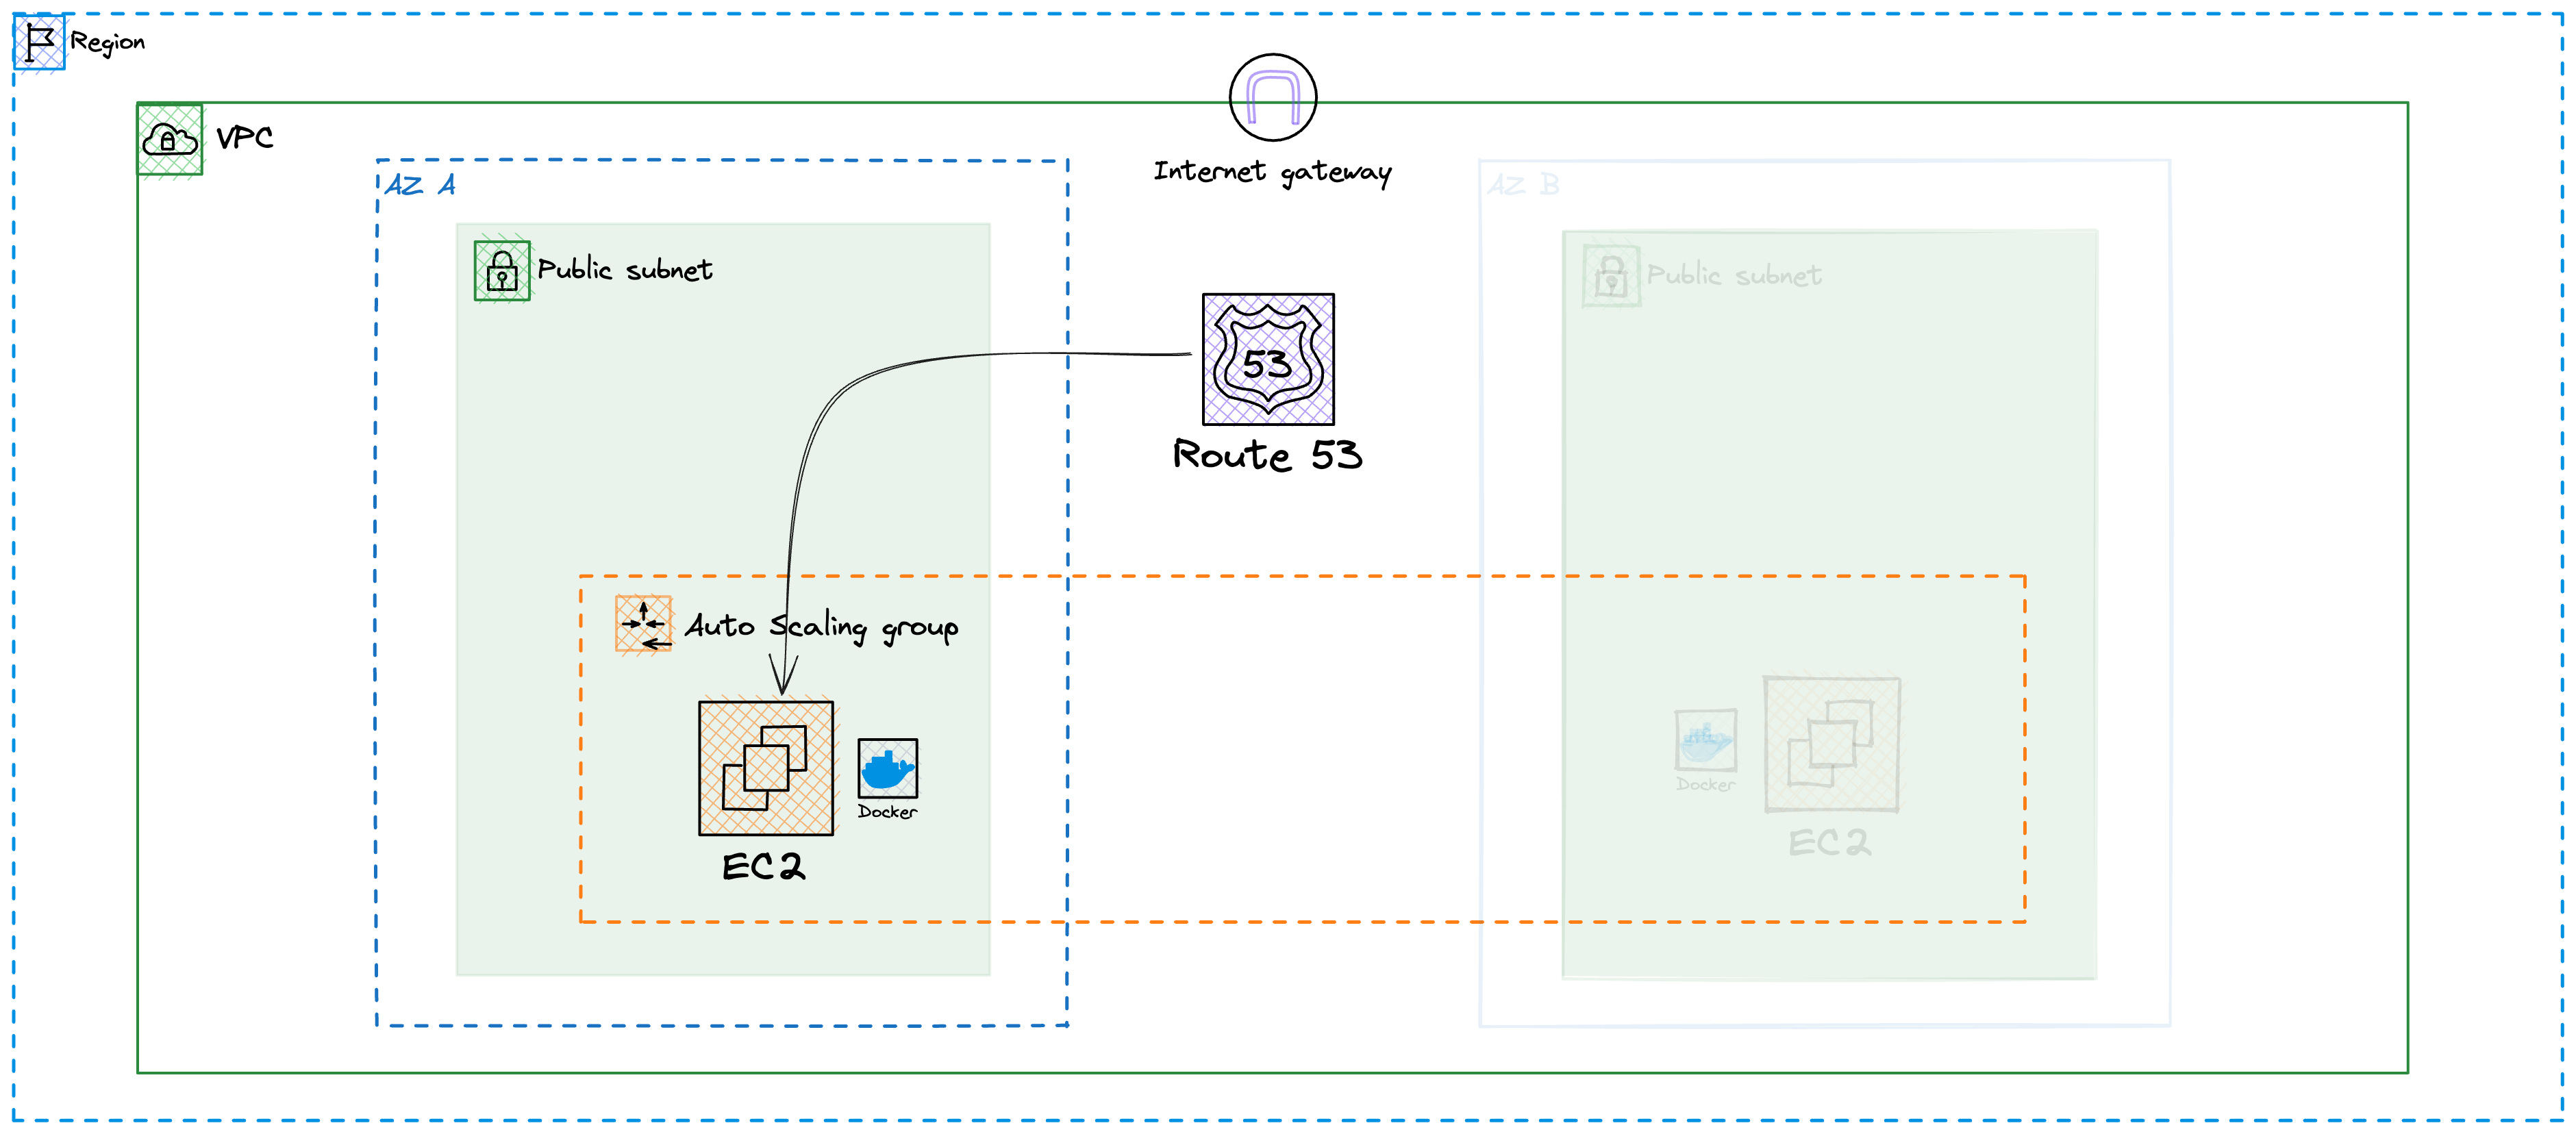 Region
VPC
Internet gateway
AZ A
AZ B
Public subnet
Public subnet
53
Route 53
Auto Scaling group
Docker
EC2
Docker
EC2